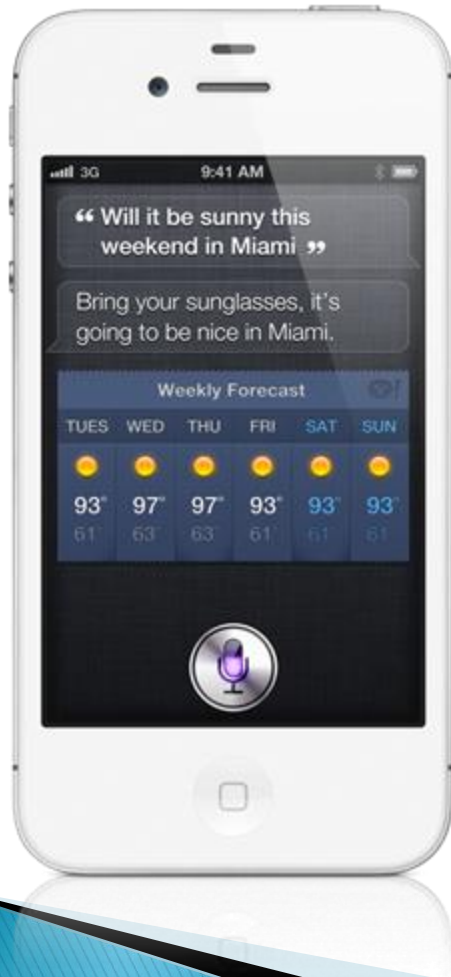 3G 9:41 AM
“ Will it be sunny this
weekend in Miami ”
Bring your sunglasses, it's
going to be nice in Miami.
Weekly Forecast
TUES WED THU FRI SAT SUN
93° 97° 97° 93° 93° 93°
61° 63° 63° 61° 61° 61°